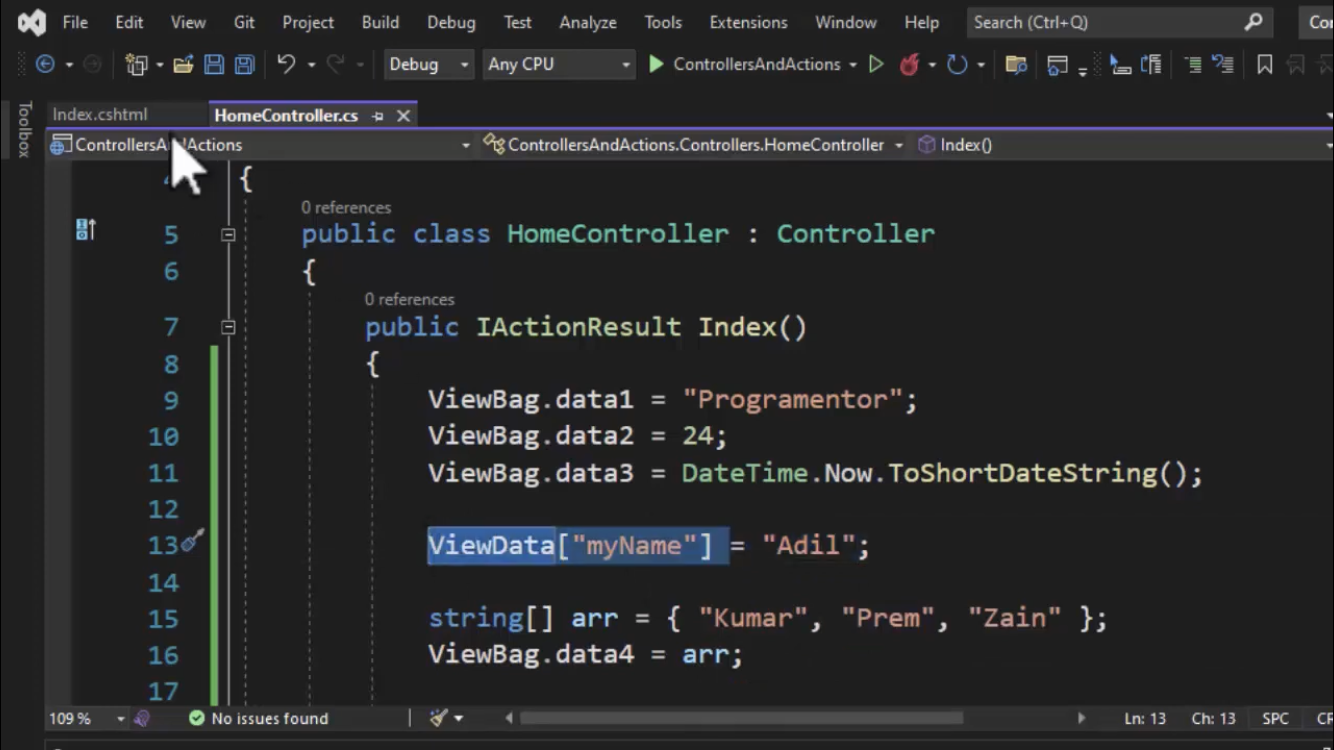 File Edit View Git Project Build Debug Test Analyze Tools Extensions Window Help Search (Ctrl+Q)
Debug Any CPU ControllersAndActions
Toolbox
Index.cshtml HomeController.cs
ControllersAndActions ControllersAndActions.Controllers.HomeController Index()
{
0 references
5 public class HomeController : Controller
6 {
0 references
7 public IActionResult Index()
8 {
9 ViewBag.data1 = "Programentor";
10 ViewBag.data2 = 24;
11 ViewBag.data3 = DateTime.Now.ToShortDateString();
12
13 ViewData["myName"] = "Adil";
14
15 string[] arr = { "Kumar", "Prem", "Zain" };
16 ViewBag.data4 = arr;
17
109 % No issues found Ln: 13 Ch: 13 SPC